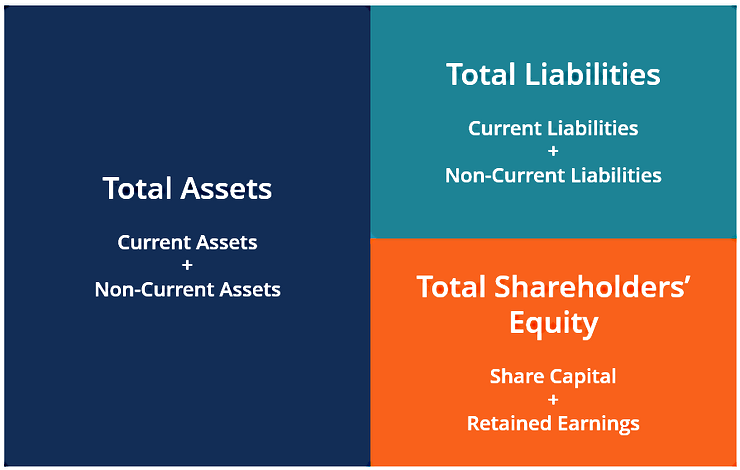 Total Assets
Current Assets
+
Non-Current Assets
Total Liabilities
Current Liabilities
+
Non-Current Liabilities
Total Shareholders’
Equity
Share Capital
+
Retained Earnings